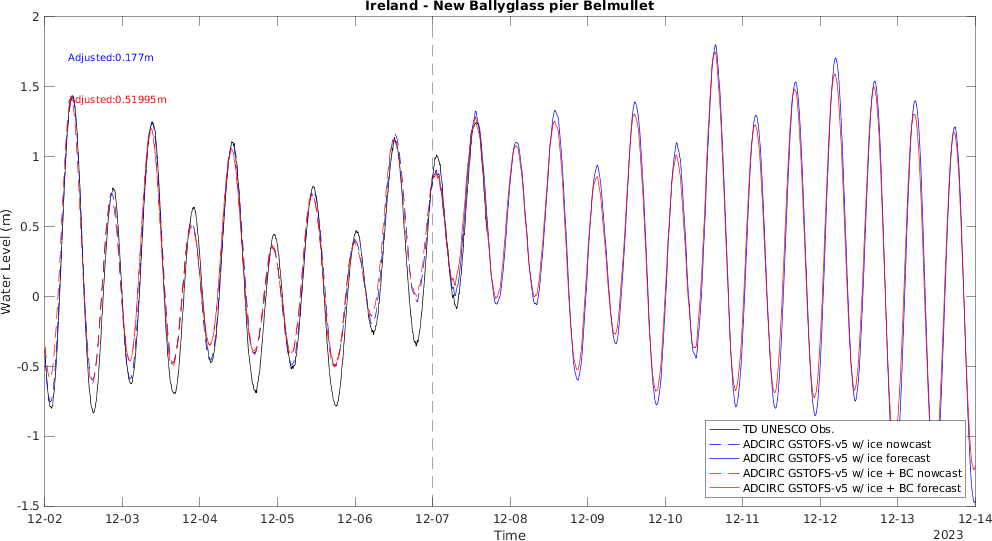 Ireland - New Ballyglass pier Belmullet
Adjusted:0.177m
Adjusted:0.51995m
Water Level (m)
2
1.5
1
0.5
0
-0.5
-1
-1.5
TD UNESCO Obs.
ADCIRC GSTOFS-v5 w/ ice nowcast
ADCIRC GSTOFS-v5 w/ ice forecast
ADCIRC GSTOFS-v5 w/ ice + BC nowcast
ADCIRC GSTOFS-v5 w/ ice + BC forecast
12-02 12-03 12-04 12-05 12-06 12-07 12-08 12-09 12-10 12-11 12-12 12-13 12-14
Time
2023